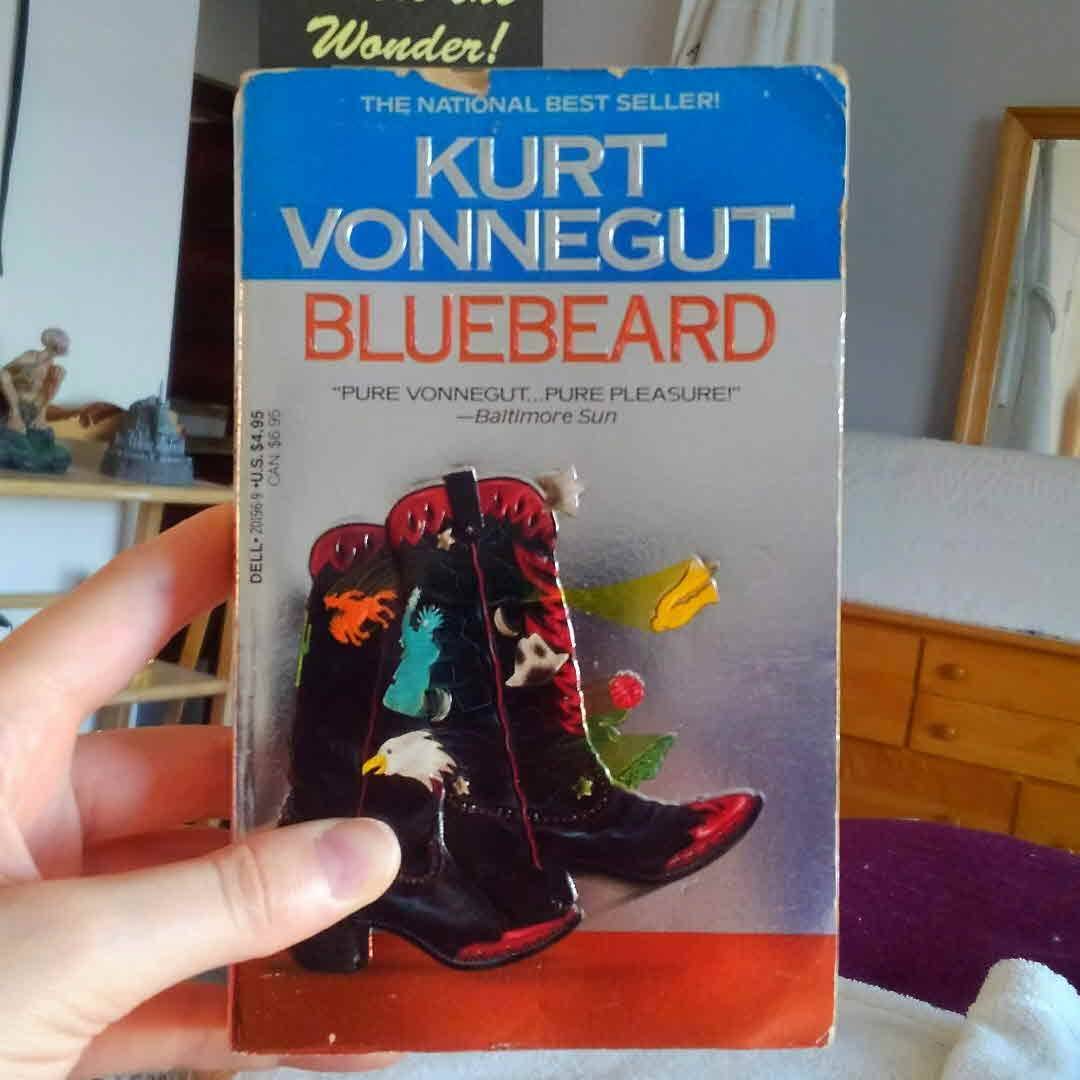 Wonder!
THE NATIONAL BEST SELLER!
KURT
VONNEGUT
BLUEBEARD
“PURE VONNEGUT...PURE PLEASURE!”
—Baltimore Sun
DELL • 20196-9 • U.S. $4.95
CAN. $6.95